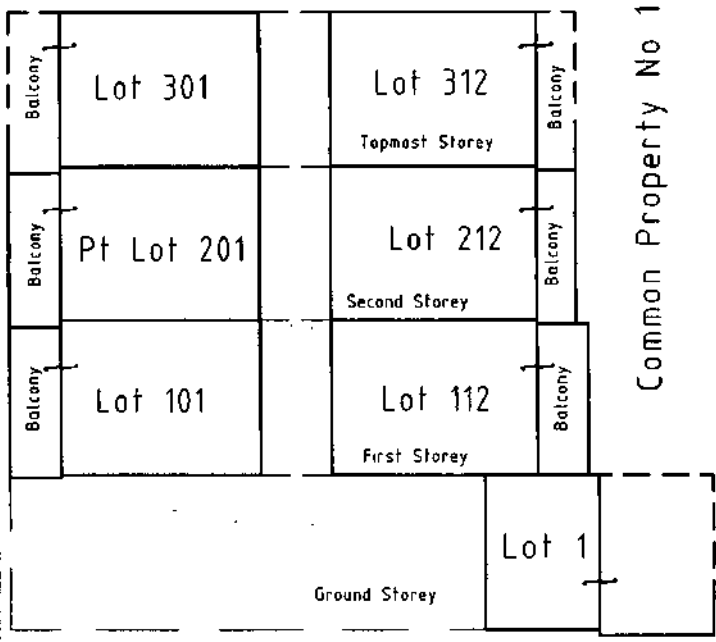 Balcony
Lot 301
Lot 312
Balcony
Topmost Storey
Balcony
Pt Lot 201
Lot 212
Balcony
Second Storey
Balcony
Lot 101
Lot 112
Balcony
First Storey
Lot 1
Ground Storey
Common Property No 1